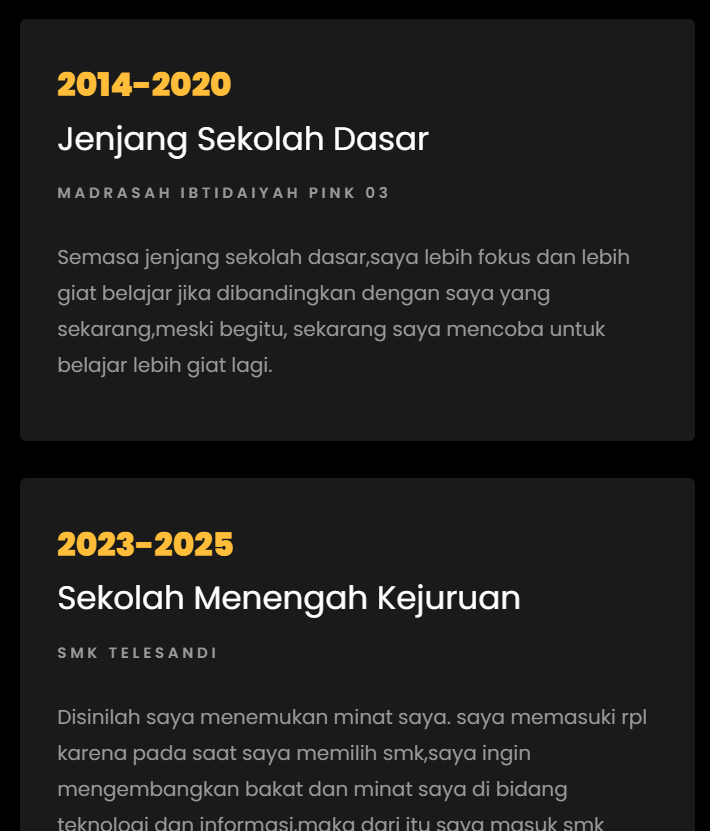 2014-2020
Jenjang Sekolah Dasar
MADRASAH IBTIDAIYAH PINK 03
Semasa jenjang sekolah dasar,saya lebih fokus dan lebih
giat belajar jika dibandingkan dengan saya yang
sekarang,meski begitu, sekarang saya mencoba untuk
belajar lebih giat lagi.
2023-2025
Sekolah Menengah Kejuruan
SMK TELESANDI
Disinilah saya menemukan minat saya. saya memasuki rpl
karena pada saat saya memilih smk,saya ingin
mengembangkan bakat dan minat saya di bidang
teknologi dan informasi,maka dari itu saya masuk smk